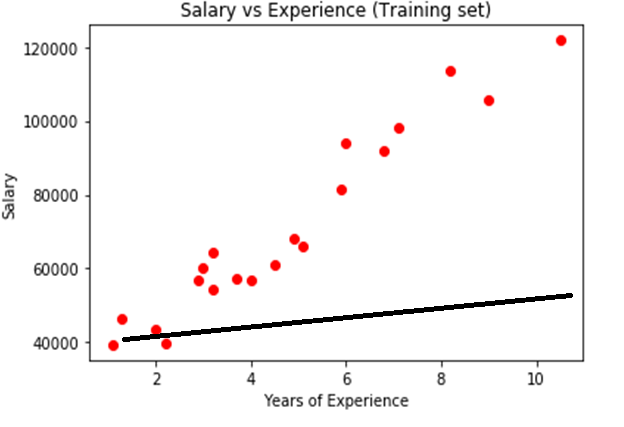 Salary vs Experience (Training set)
120000
100000
80000
60000
40000
Salary
2 4 6 8 10
Years of Experience